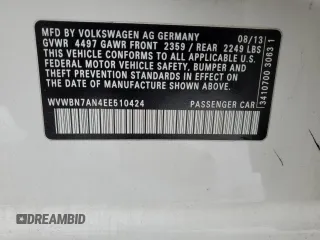 MFD BY VOLKSWAGEN AG GERMANY 08/13
GVWR 4497 GAWR FRONT 2359 / REAR 2249 LBS
THIS VEHICLE CONFORMS TO ALL APPLICABLE
FEDERAL MOTOR VEHICLE SAFETY, BUMPER AND
THEFT PREVENTION STANDARDS IN EFFECT ON
THE DATE OF MANUFACTURE SHOWN ABOVE.
WVWBN7AN4EE510424 PASSENGER CAR
3410700 3063 1
DREAMBID